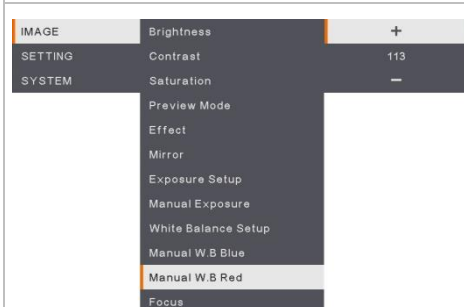 IMAGE
SETTING
SYSTEM
Brightness
Contrast
Saturation
Preview Mode
Effect
Mirror
Exposure Setup
Manual Exposure
White Balance Setup
Manual W.B Blue
Manual W.B Red
Focus
+
113
−